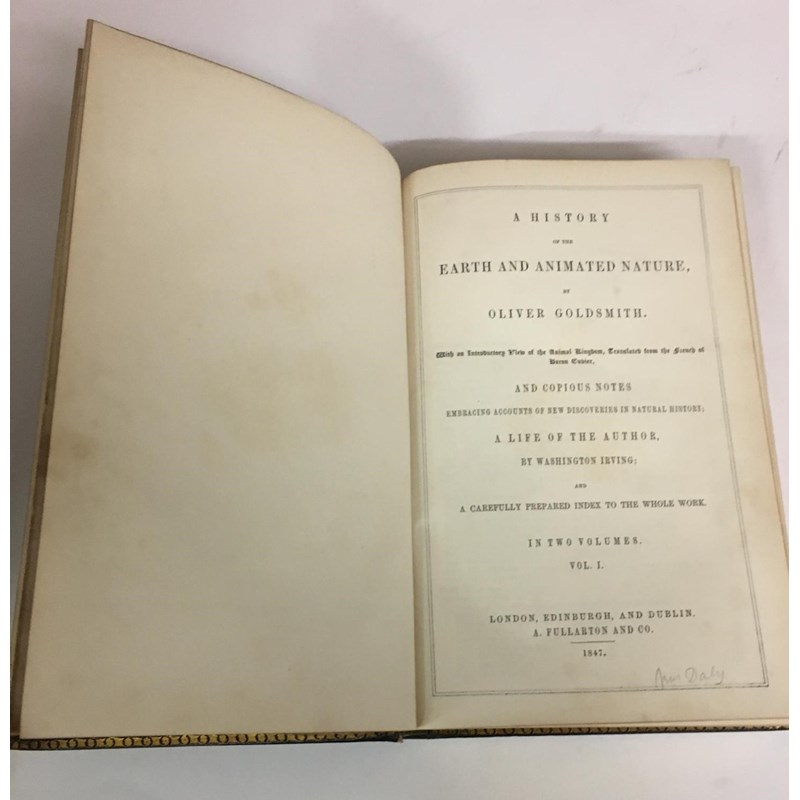 A HISTORY
OF THE
EARTH AND ANIMATED NATURE,
BY
OLIVER GOLDSMITH.
With an Introductory View of the Animal Kingdom, Translated from the French of
Baron Cuvier,
AND COPIOUS NOTES
EMBRACING ACCOUNTS OF NEW DISCOVERIES IN NATURAL HISTORY;
A LIFE OF THE AUTHOR,
BY WASHINGTON IRVING;
AND
A CAREFULLY PREPARED INDEX TO THE WHOLE WORK.
IN TWO VOLUMES.
VOL. I.
LONDON, EDINBURGH, AND DUBLIN.
A. FULLARTON AND CO.
1847.
Daly